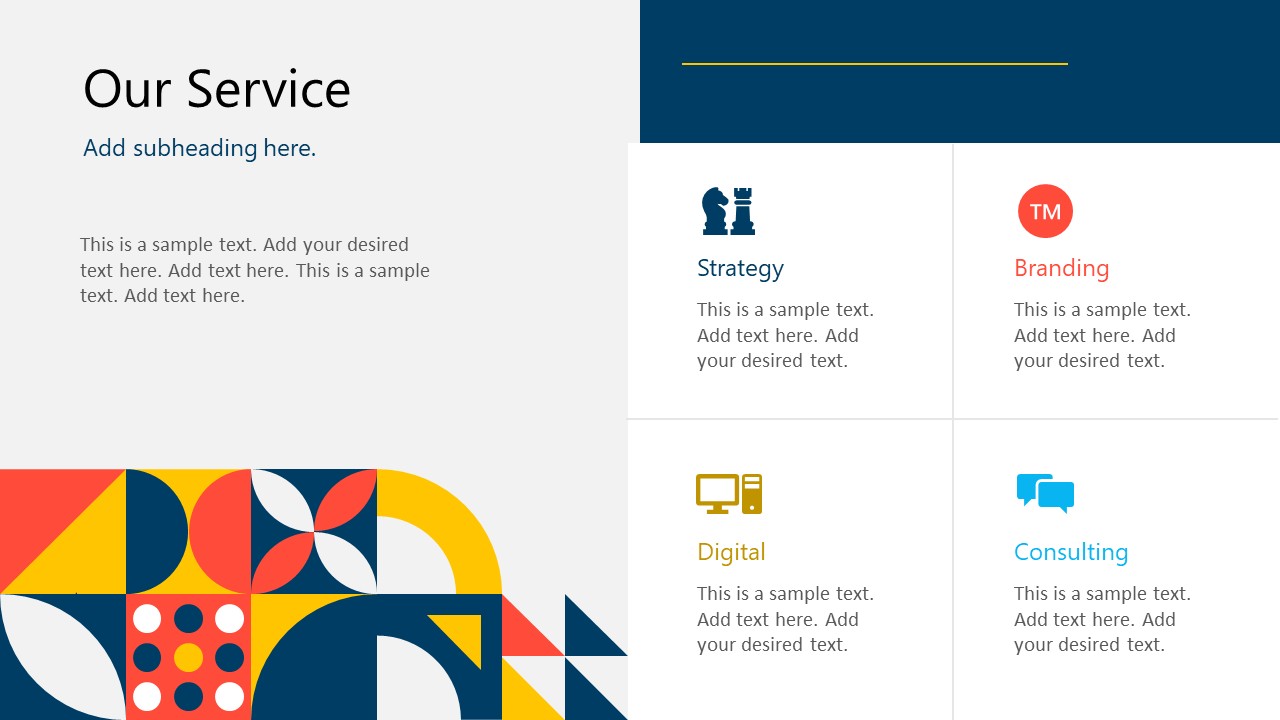 Our Service
Add subheading here.
This is a sample text. Add your desired
text here. Add text here. This is a sample
text. Add text here.
TM
Strategy
This is a sample text.
Add text here. Add
your desired text.
Branding
This is a sample text.
Add text here. Add
your desired text.
Digital
This is a sample text.
Add text here. Add
your desired text.
Consulting
This is a sample text.
Add text here. Add
your desired text.